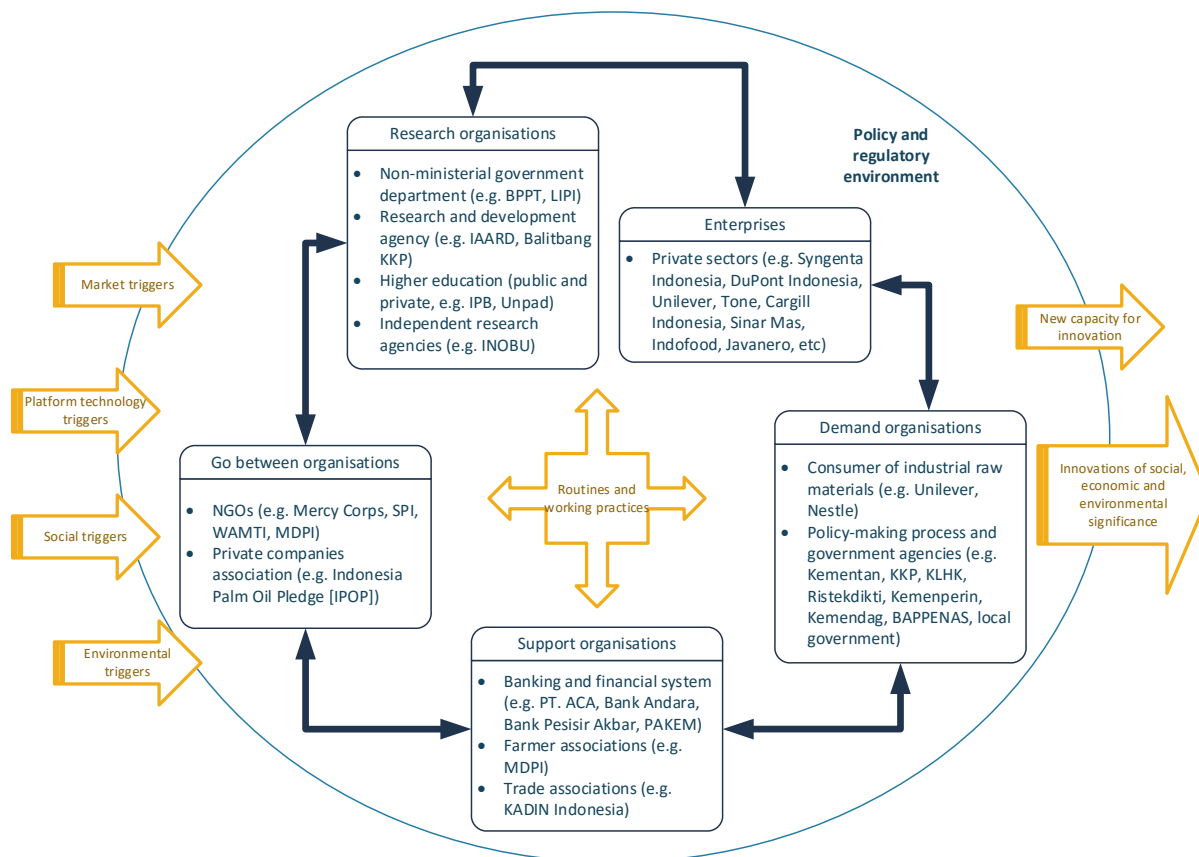 Research organisations
• Non-ministerial government
department (e.g. BPPT, LIPI)
• Research and development
agency (e.g. IAARD, Balitbang
KKP)
• Higher education (public and
private, e.g. IPB, Unpad)
• Independent research
agencies (e.g. INOBU)
Policy and
regulatory
environment
Enterprises
• Private sectors (e.g. Syngenta
Indonesia, DuPont Indonesia,
Unilever, Tone, Cargill
Indonesia, Sinar Mas,
Indofood, Javanero, etc)
Market triggers
Platform technology
triggers
Social triggers
Environmental
triggers
New capacity for
innovation
Innovations of social,
economic and
environmental
significance
Go between organisations
• NGOs (e.g. Mercy Corps, SPI,
WAMTI, MDPI)
• Private companies
association (e.g. Indonesia
Palm Oil Pledge [IPOP])
Routines and
working practices
Demand organisations
• Consumer of industrial raw
materials (e.g. Unilever,
Nestle)
• Policy-making process and
government agencies (e.g.
Kementan, KKP, KLHK,
Ristekdikti, Kemenperin,
Kemendag, BAPPENAS, local
government)
Support organisations
• Banking and financial system
(e.g. PT. ACA, Bank Andara,
Bank Pesisir Akbar, PAKEM)
• Farmer associations (e.g.
MDPI)
• Trade associations (e.g.
KADIN Indonesia)